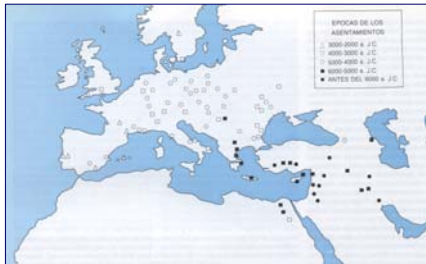 EPOCAS DE LOS
ASENTAMIENTOS
3000-2000 a. J.C.
4000-3000 a. J.C.
5000-4000 a. J.C.
6000-5000 a. J.C.
ANTES DEL 6000 a. J.C